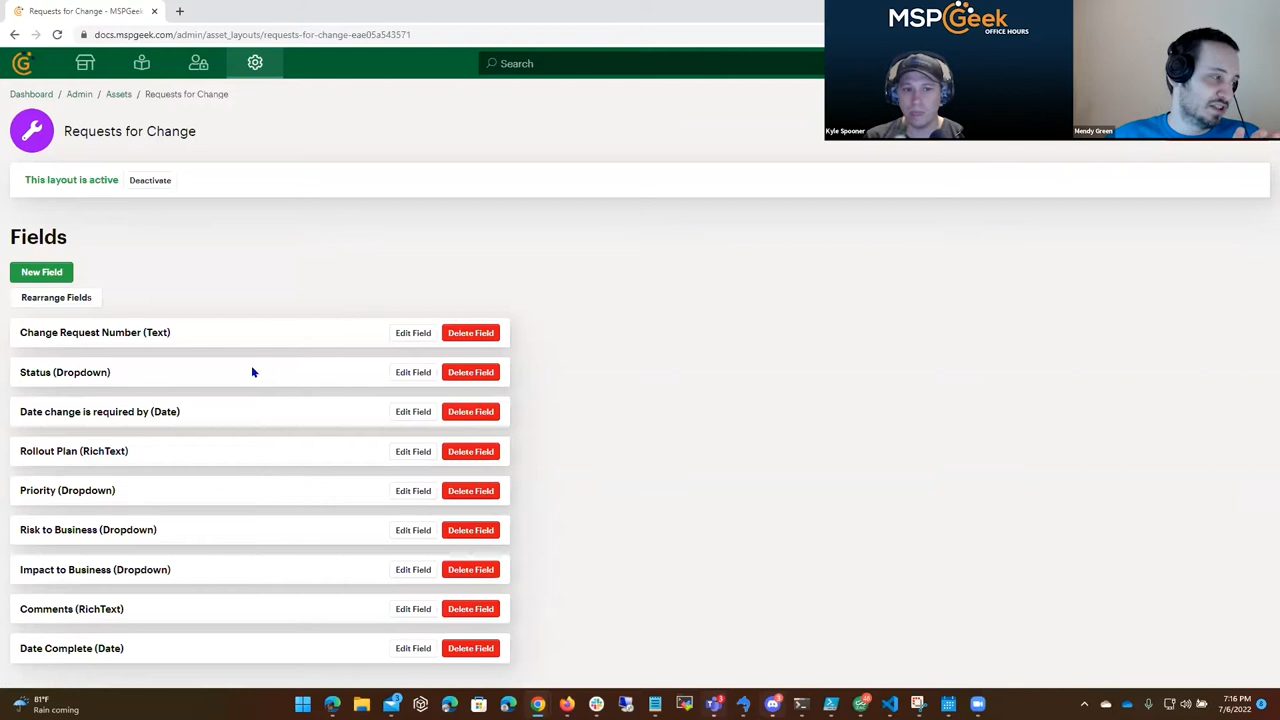 Requests for Change - MSPGeek
docs.mspgeek.com/admin/asset_layouts/requests-for-change-eae05a543571
Search
MSPGeek
OFFICE HOURS
Kyle Spooner
Mendy Green
Dashboard / Admin / Assets / Requests for Change
Requests for Change
This layout is active Deactivate
Fields
New Field
Rearrange Fields
Change Request Number (Text) Edit Field Delete Field
Status (Dropdown) Edit Field Delete Field
Date change is required by (Date) Edit Field Delete Field
Rollout Plan (RichText) Edit Field Delete Field
Priority (Dropdown) Edit Field Delete Field
Risk to Business (Dropdown) Edit Field Delete Field
Impact to Business (Dropdown) Edit Field Delete Field
Comments (RichText) Edit Field Delete Field
Date Complete (Date) Edit Field Delete Field
81°F
Rain coming
7:16 PM
7/6/2022